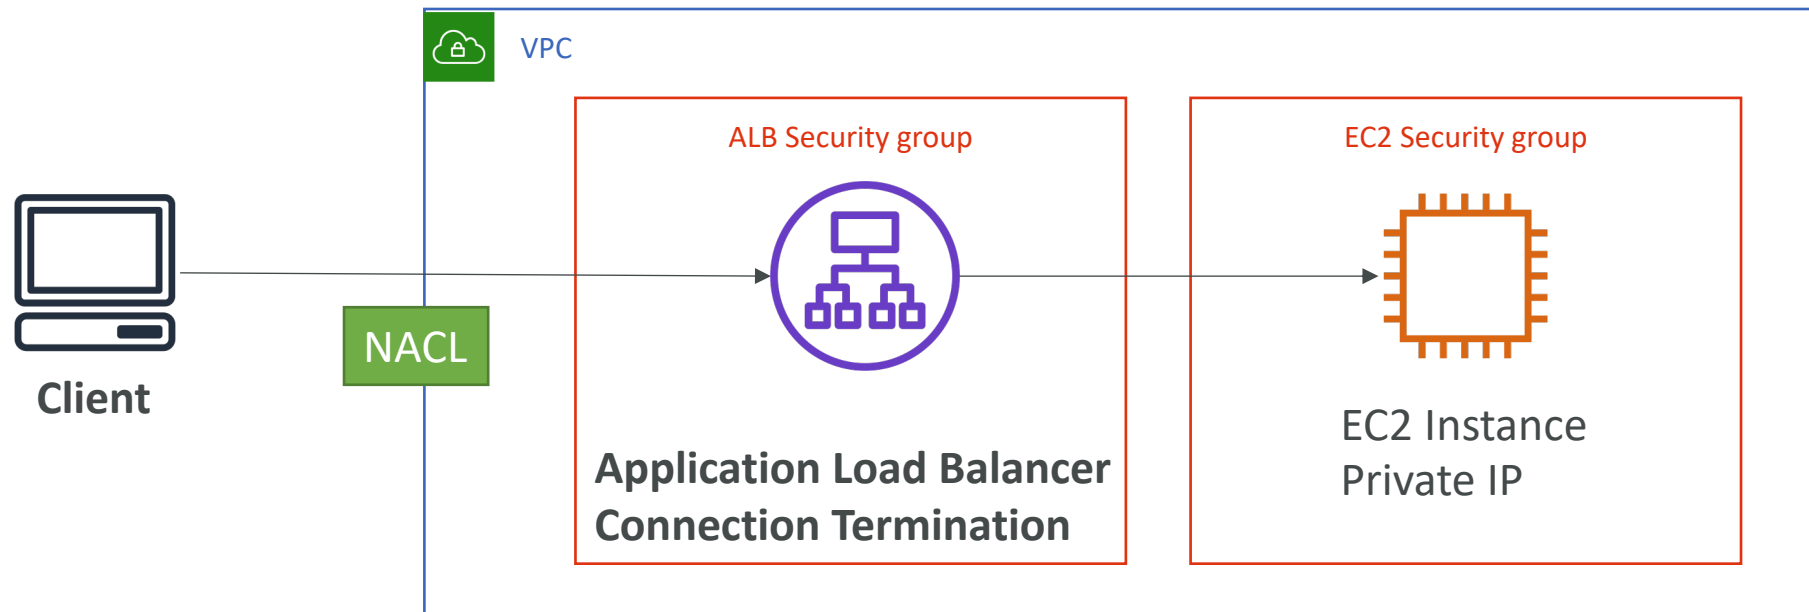 VPC
ALB Security group
EC2 Security group
NACL
Client
Application Load Balancer
Connection Termination
EC2 Instance
Private IP